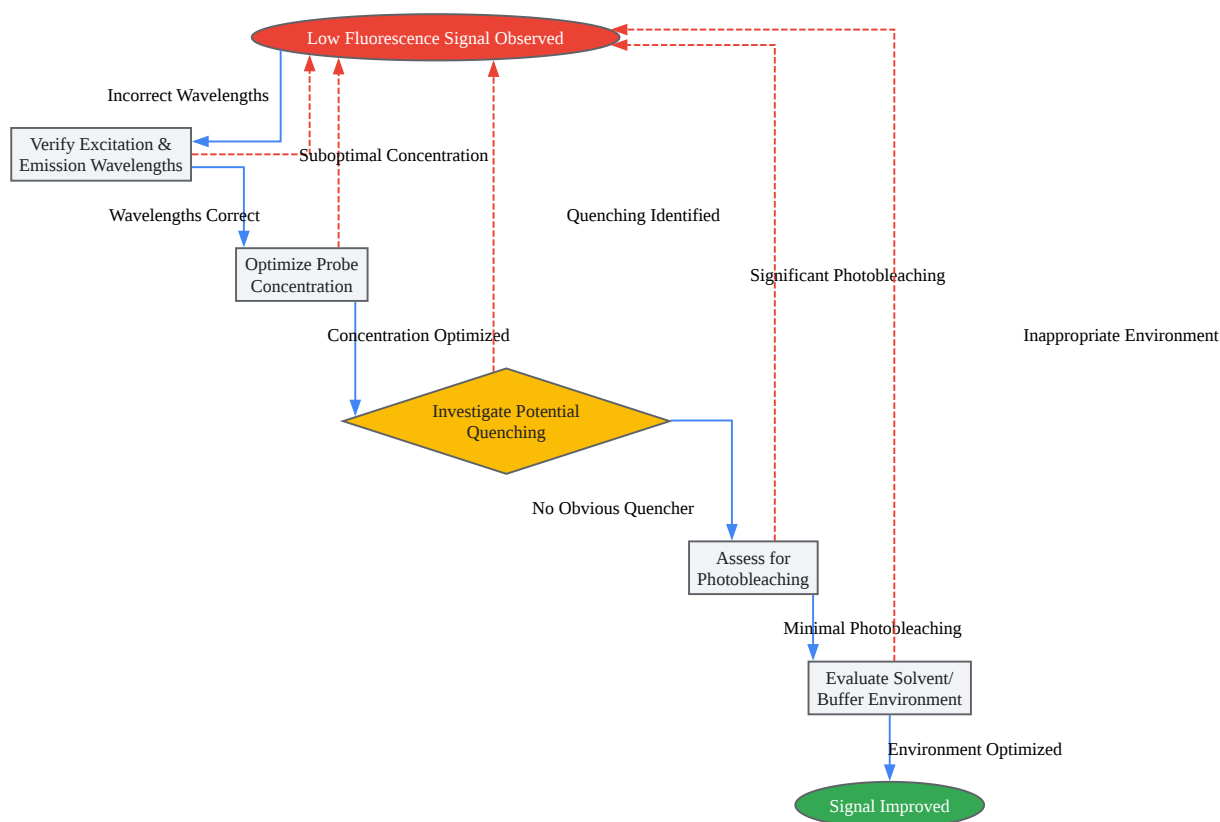 Low Fluorescence Signal Observed
Incorrect Wavelengths
Verify Excitation &
Emission Wavelengths
Suboptimal Concentration
Wavelengths Correct
Quenching Identified
Optimize Probe
Concentration
Significant Photobleaching
Concentration Optimized
Inappropriate Environment
Investigate Potential
Quenching
No Obvious Quencher
Assess for
Photobleaching
Minimal Photobleaching
Evaluate Solvent/
Buffer Environment
Environment Optimized
Signal Improved